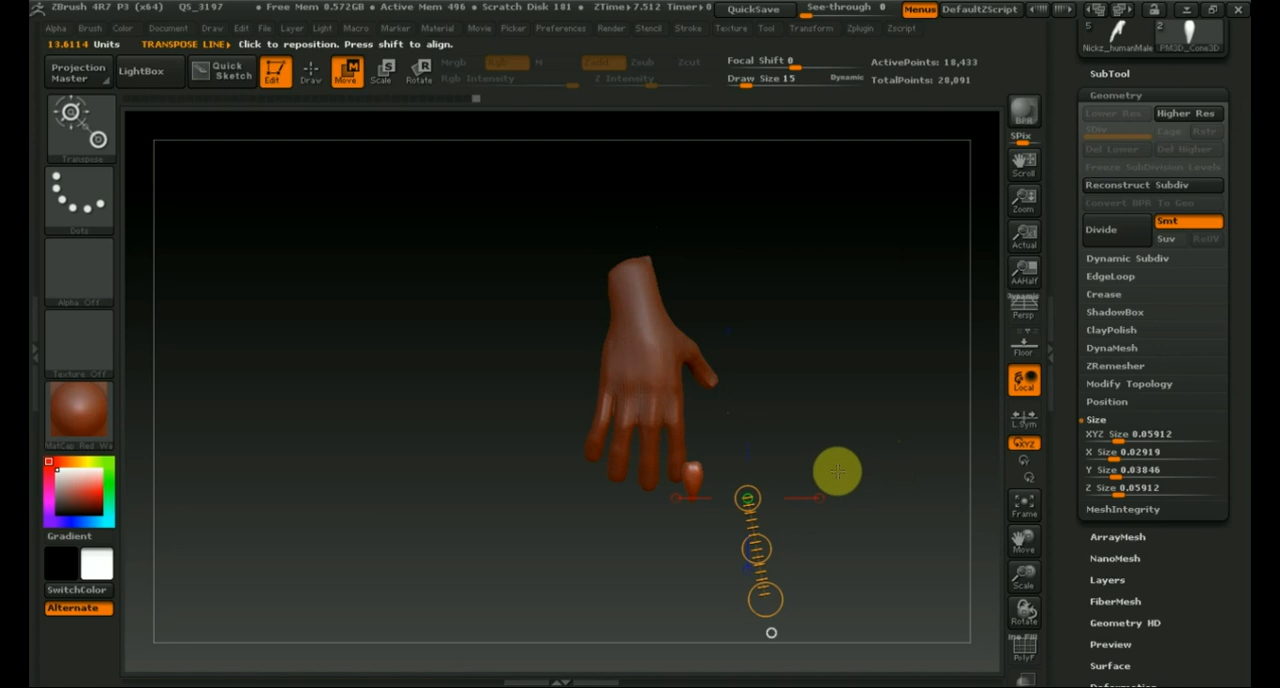 ZBrush 4R7 P3 (x64) QS_3197 • Free Mem 0.572GB • Active Mem 496 • Scratch Disk 181 • ZTime▸7.512 Timer▸0 QuickSave See-through 0 Menus DefaultZScript
Alpha Brush Color Document Draw Edit File Layer Light Macro Marker Material Movie Picker Preferences Render Stencil Stroke Texture Tool Transform Zplugin Zscript
13.6114 Units TRANSPOSE LINE▸ Click to reposition. Press shift to align.
Projection Master
LightBox
Quick Sketch
Edit
Draw
Move
Scale
Rotate
Mrgb Rgb M
Rgb Intensity
Zadd Zsub Zcut
Z Intensity
Focal Shift 0
Draw Size 15 Dynamic
ActivePoints: 18,433
TotalPoints: 28,091
Transpose
Dots
Alpha Off
Texture Off
MatCap Red Wa
Gradient
SwitchColor
Alternate
BPR
SPix
Scroll
Zoom
Actual
AAHalf
Dynamic
Persp
Floor
Local
L.Sym
XYZ
Frame
Move
Scale
Rotate
PolyF
5 2
Nickz_humanMale PM3D_Cone3D
SubTool
Geometry
Lower Res Higher Res
SDiv Cage Rstr
Del Lower Del Higher
Freeze SubDivision Levels
Reconstruct Subdiv
Convert BPR To Geo
Divide Smt
Suv ReUV
Dynamic Subdiv
EdgeLoop
Crease
ShadowBox
ClayPolish
DynaMesh
ZRemesher
Modify Topology
Position
Size
XYZ Size 0.05912
X Size 0.02919
Y Size 0.03846
Z Size 0.05912
MeshIntegrity
ArrayMesh
NanoMesh
Layers
FiberMesh
Geometry HD
Preview
Surface
Deformation